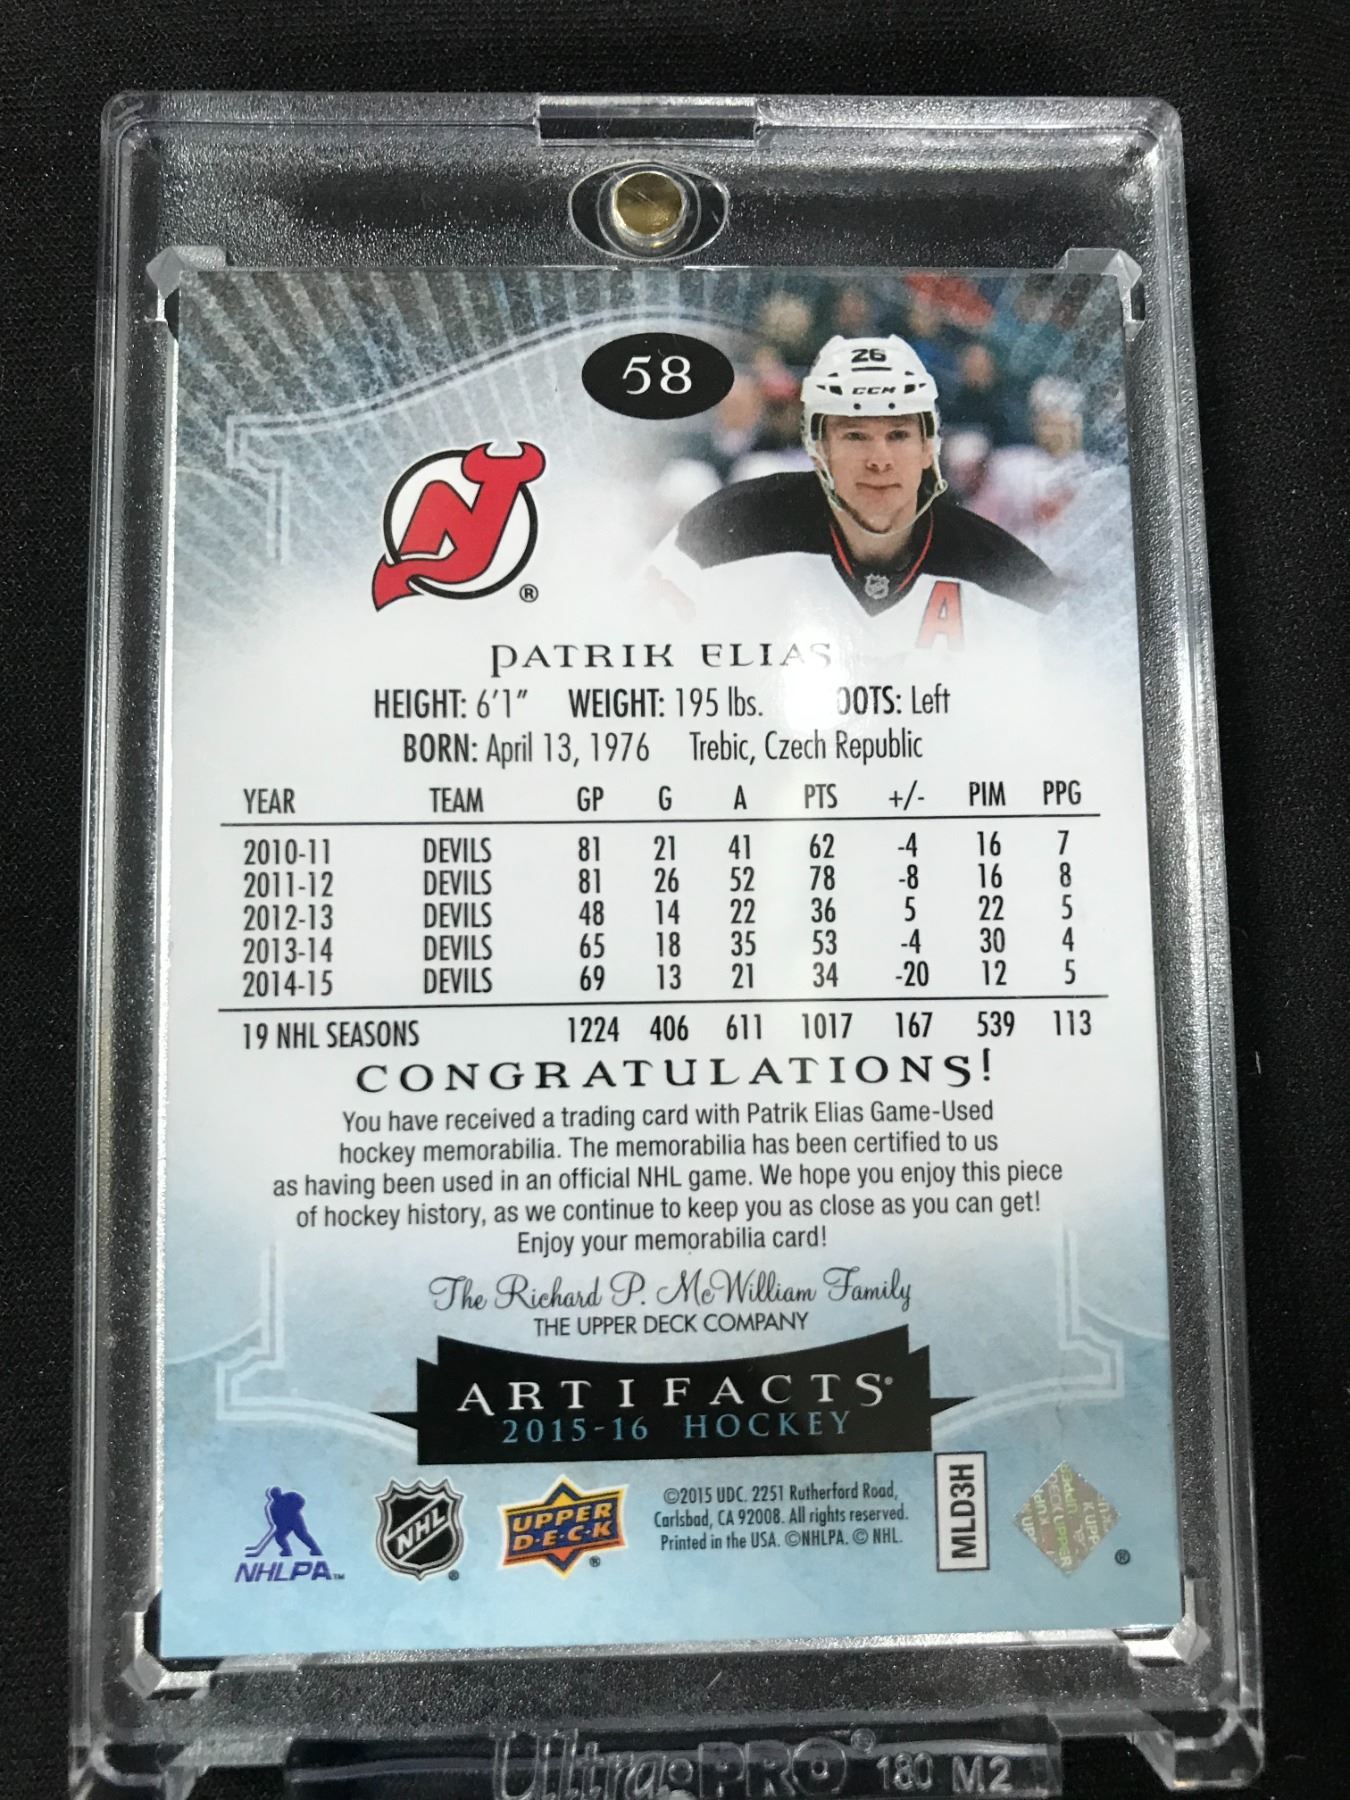 58
26
CCM
NJ
®
A
PATRIK ELIAS
HEIGHT: 6'1" WEIGHT: 195 lbs. OOTS: Left
BORN: April 13, 1976 Trebic, Czech Republic
YEAR TEAM GP G A PTS +/- PIM PPG
2010-11 DEVILS 81 21 41 62 -4 16 7
2011-12 DEVILS 81 26 52 78 -8 16 8
2012-13 DEVILS 48 14 22 36 5 22 5
2013-14 DEVILS 65 18 35 53 -4 30 4
2014-15 DEVILS 69 13 21 34 -20 12 5
19 NHL SEASONS 1224 406 611 1017 167 539 113
CONGRATULATIONS!
You have received a trading card with Patrik Elias Game-Used
hockey memorabilia. The memorabilia has been certified to us
as having been used in an official NHL game. We hope you enjoy this piece
of hockey history, as we continue to keep you as close as you can get!
Enjoy your memorabilia card!
The Richard P. McWilliam Family
THE UPPER DECK COMPANY
ARTIFACTS®
2015-16 HOCKEY
NHLPA™
NHL ®
UPPER
D·E·C·K ®
©2015 UDC. 2251 Rutherford Road,
Carlsbad, CA 92008. All rights reserved.
Printed in the USA. ©NHLPA. © NHL.
MLD3H
®
Ultra·PRO® 180 M2